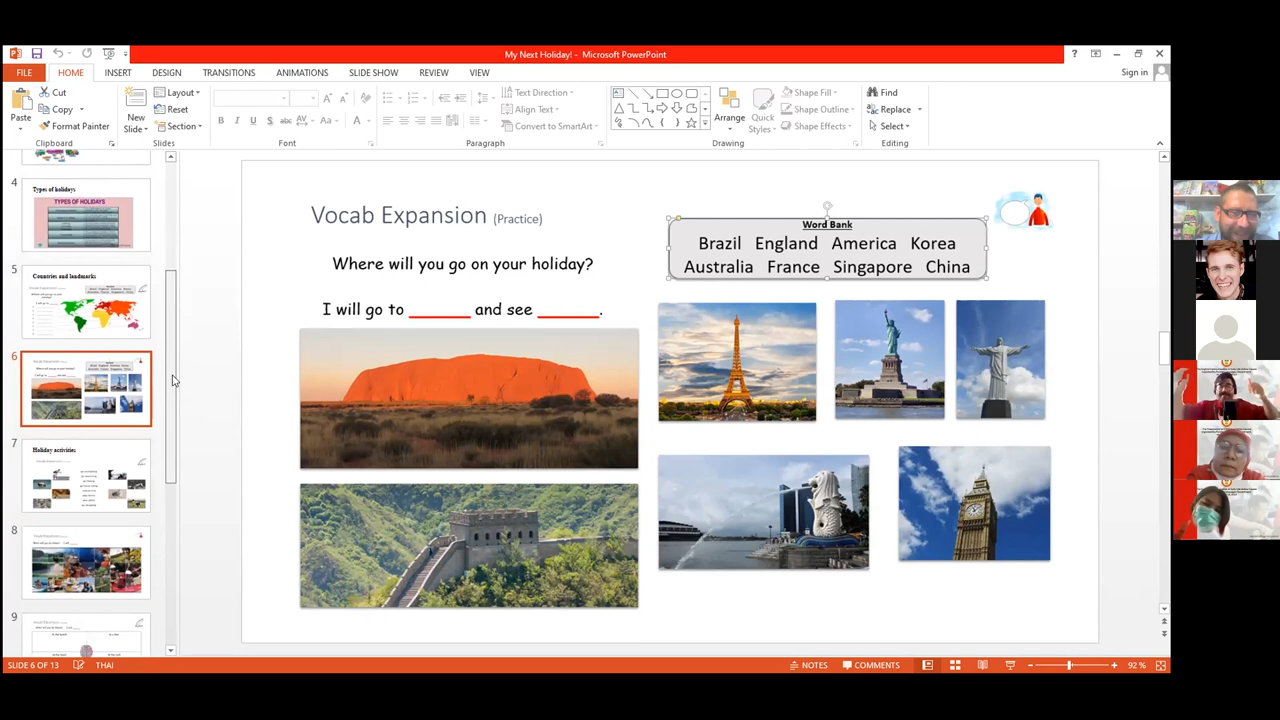 My Next Holiday! - Microsoft PowerPoint
FILE HOME INSERT DESIGN TRANSITIONS ANIMATIONS SLIDE SHOW REVIEW VIEW
Sign in
Paste
Cut
Copy
Format Painter
Clipboard
New Slide
Layout
Reset
Section
Slides
Font
Text Direction
Align Text
Convert to SmartArt
Paragraph
Arrange
Quick Styles
Shape Fill
Shape Outline
Shape Effects
Drawing
Find
Replace
Select
Editing
4
Types of holidays
TYPES OF HOLIDAYS
5
Countries and landmarks
6
7
Holiday activities
8
9
Vocab Expansion (Practice)
Where will you go on your holiday?
I will go to _______ and see _______.
Word Bank
Brazil England America Korea
Australia France Singapore China
SLIDE 6 OF 13
THAI
NOTES
COMMENTS
92 %